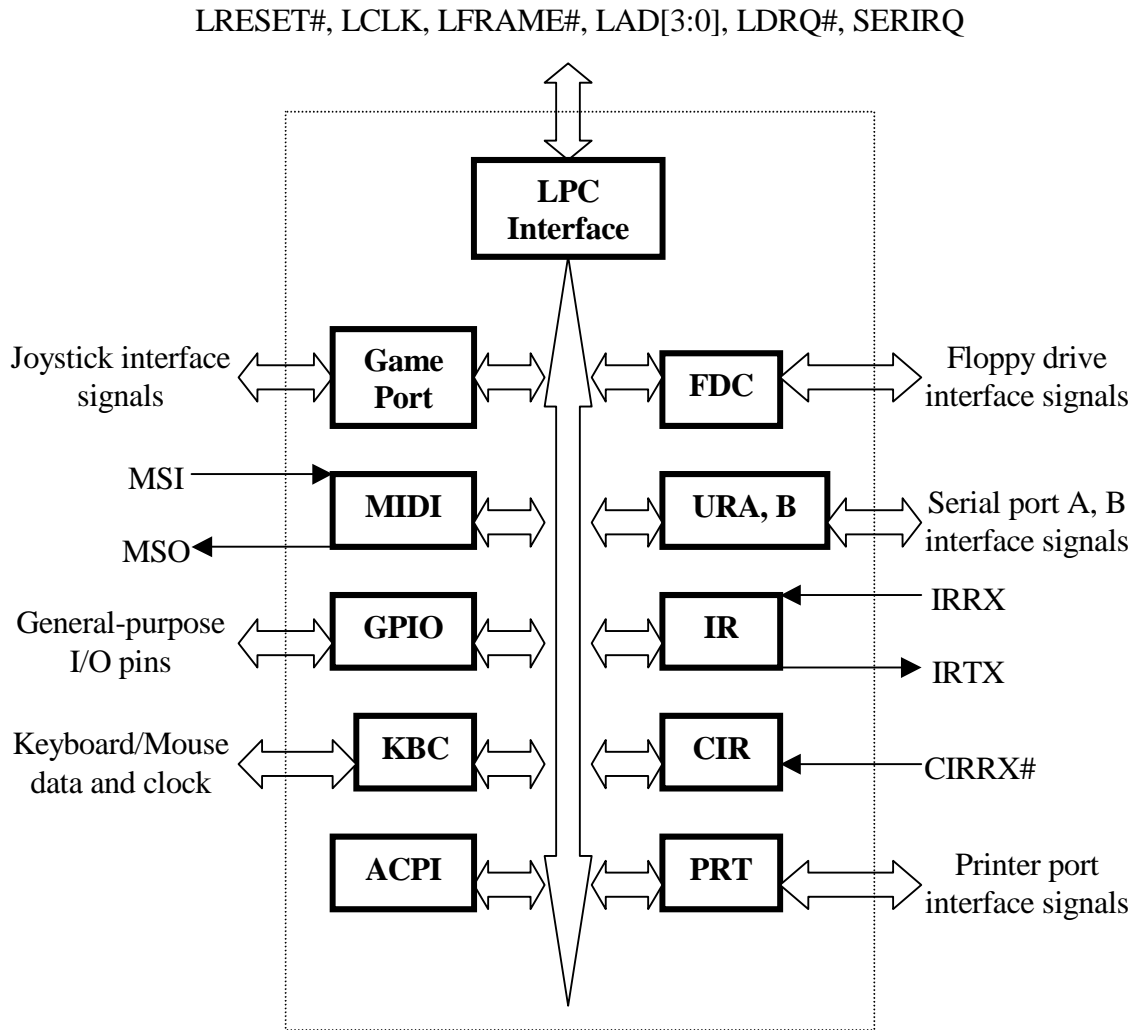 LRESET#, LCLK, LFRAME#, LAD[3:0], LDRQ#, SERIRQ
LPC
Interface
Joystick interface
signals
Game
Port
FDC
Floppy drive
interface signals
MSI
MSO
MIDI
URA, B
Serial port A, B
interface signals
General-purpose
I/O pins
GPIO
IR
IRRX
IRTX
Keyboard/Mouse
data and clock
KBC
CIR
CIRRX#
ACPI
PRT
Printer port
interface signals